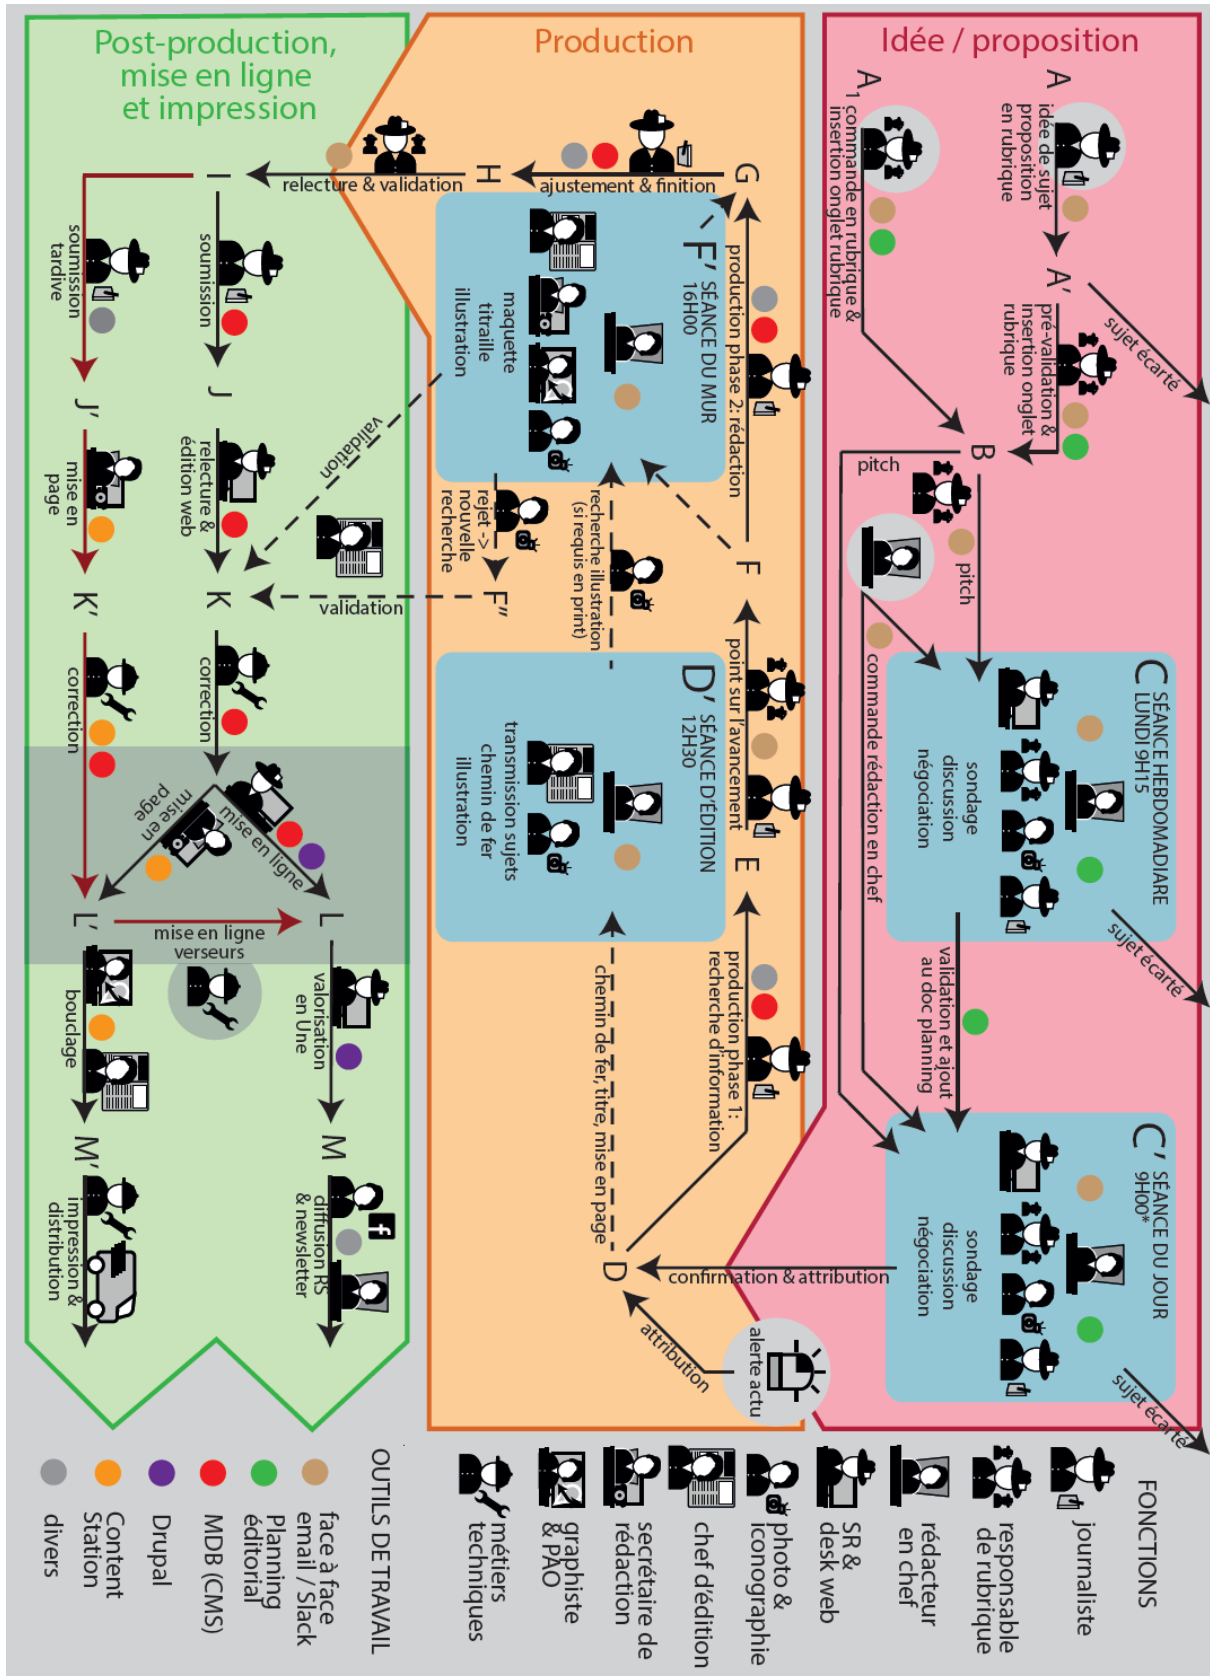 Post-production,
mise en ligne
et impression
Production
Idée / proposition
A
idée de sujet
proposition
en rubrique
A1
commande en rubrique &
insertion onglet rubrique
A'
sujet écarté
pré-validation &
insertion onglet
rubrique
B
pitch
pitch
commande rédaction en chef
C SÉANCE HEBDOMADIARE
LUNDI 9H15
sondage
discussion
négociation
sujet écarté
validation et ajout
au doc planning
C' SÉANCE DU JOUR
9H00*
sondage
discussion
négociation
sujet écarté
confirmation & attribution
alerte actu
attribution
D
chemin de fer, titre, mise en page
production phase 1:
recherche d'information
D' SÉANCE D'ÉDITION
12H30
transmission sujets
chemin de fer
illustration
E
point sur l'avancement
F
recherche illustration
(si requis en print)
production phase 2: rédaction
F' SÉANCE DU MUR
16H00
maquette
titraille
illustration
rejet ->
nouvelle
recherche
F''
validation
validation
G
ajustement & finition
H
relecture & validation
I
soumission
soumission
tardive
J
J'
relecture &
édition web
mise en
page
K
K'
correction
correction
mise en ligne
mise en
page
L
L'
mise en ligne
verseurs
valorisation
en Une
bouclage
M
M'
diffusion RS
& newsletter
f
impression &
distribution
FONCTIONS
journaliste
responsable
de rubrique
rédacteur
en chef
SR &
desk web
photo &
iconographie
chef d'édition
secrétaire de
rédaction
graphiste
& PAO
métiers
techniques
OUTILS DE TRAVAIL
face à face
email / Slack
Planning
éditorial
MDB (CMS)
Drupal
Content
Station
divers